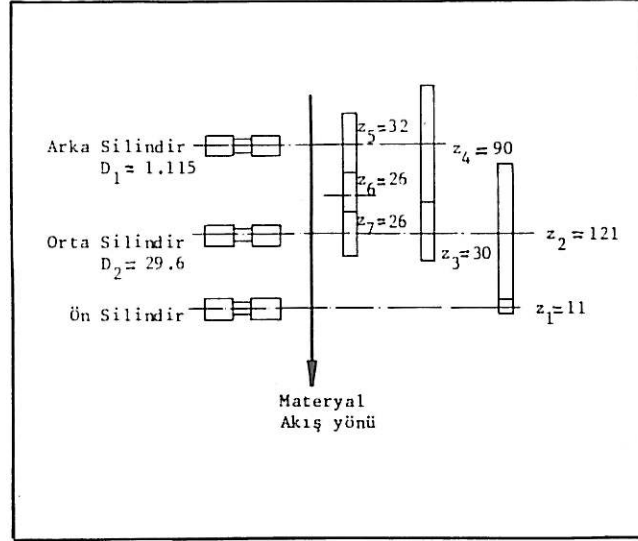 z₅=32
Arka Silindir
D₁= 1.115
z₄= 90
z₆=26
z₇=26
Orta Silindir
D₂= 29.6
z₂= 121
z₃=30
Ön Silindir
z₁=11
Materyal
Akış yönü